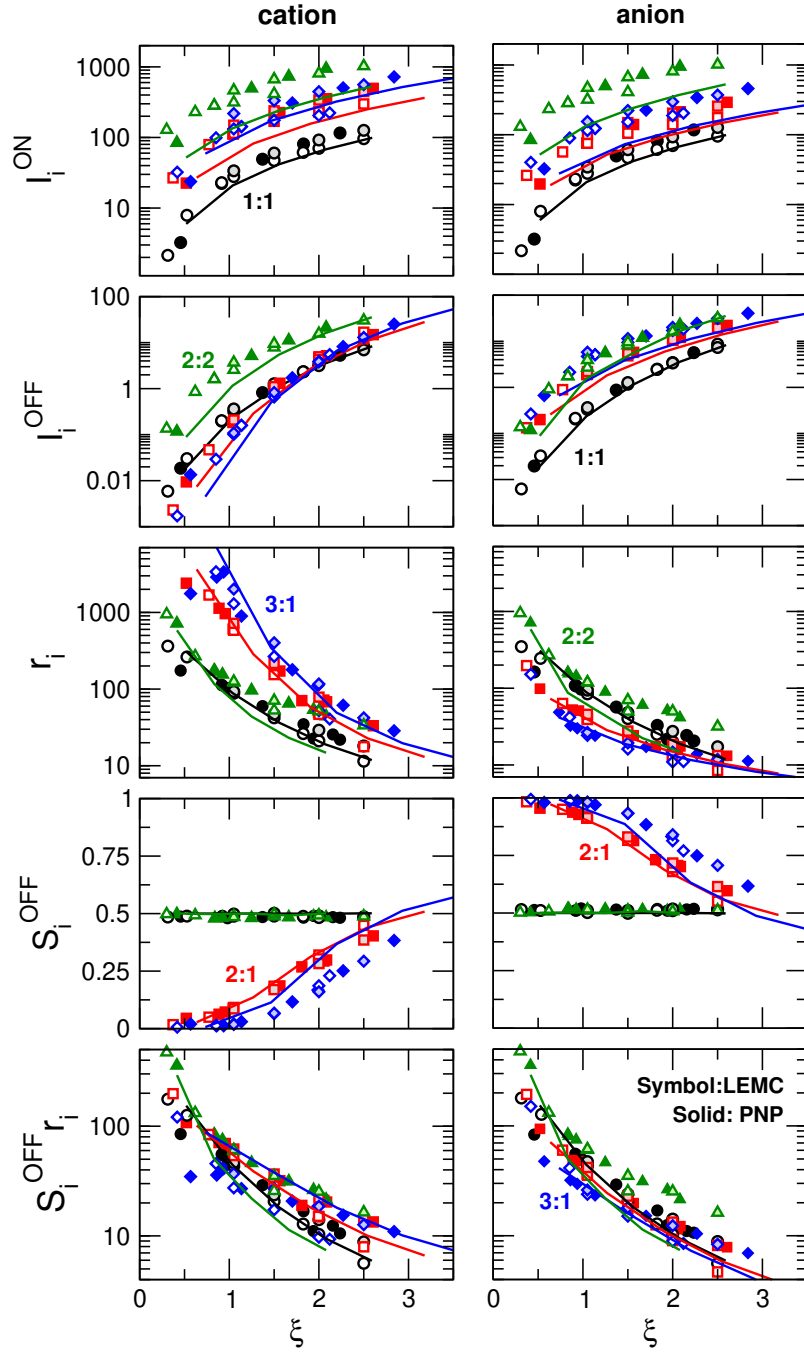 cation
anion
I_i^ON
1000
100
10
1:1
I_i^OFF
100
1
0.01
2:2
1:1
r_i
1000
100
10
3:1
2:2
S_i^OFF
1
0.75
0.5
0.25
0
2:1
2:1
S_i^OFF r_i
100
10
Symbol:LEMC
Solid: PNP
3:1
0 1 2 3
0 1 2 3
ξ
ξ